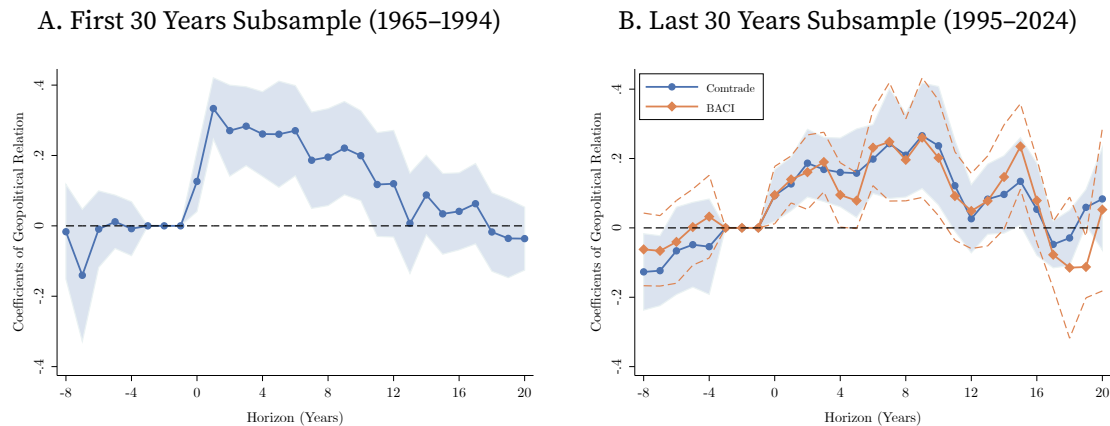 A. First 30 Years Subsample (1965–1994)
Coefficients of Geopolitical Relation
.4
.2
0
-.2
-.4
-8 -4 0 4 8 12 16 20
Horizon (Years)
B. Last 30 Years Subsample (1995–2024)
Comtrade
BACI
Coefficients of Geopolitical Relation
.4
.2
0
-.2
-.4
-8 -4 0 4 8 12 16 20
Horizon (Years)